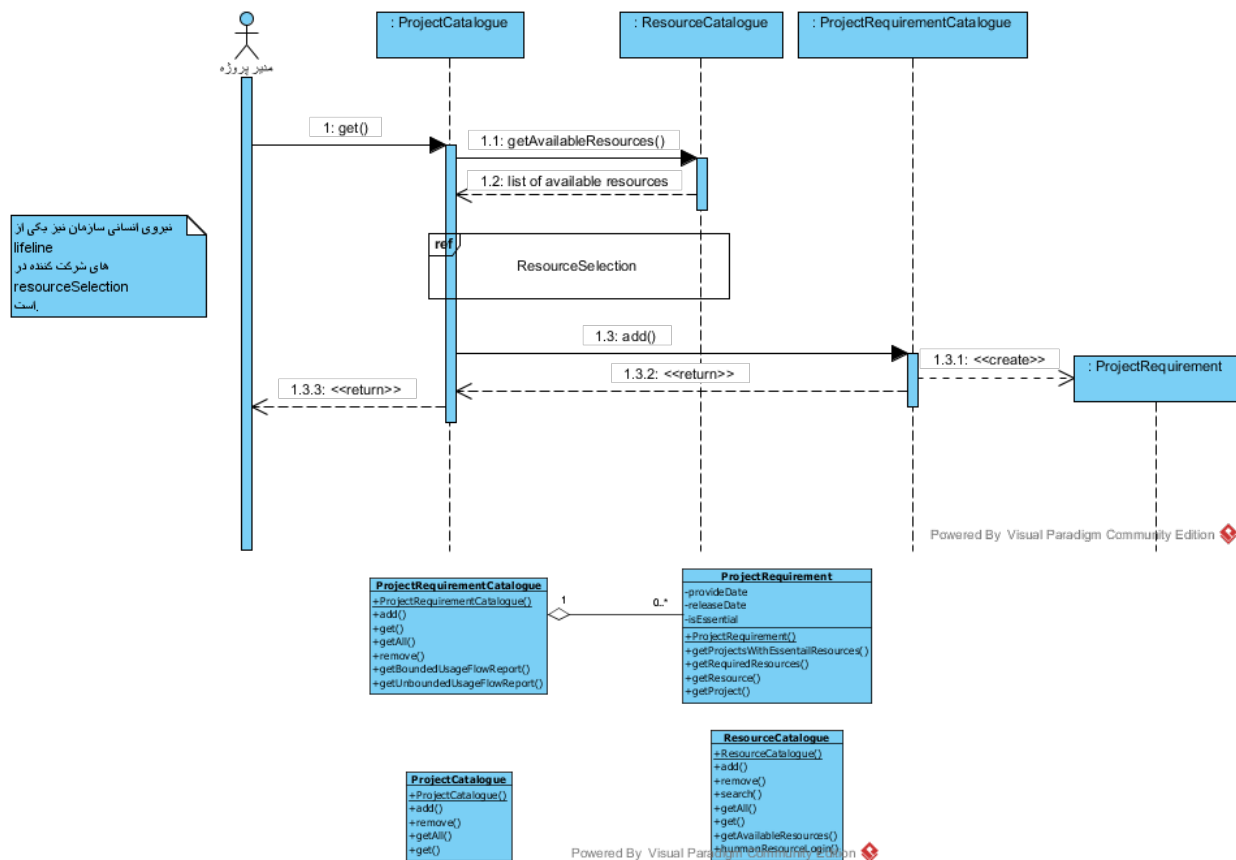 : ProjectCatalogue
: ResourceCatalogue
: ProjectRequirementCatalogue
مدیر پروژه
1: get()
1.1: getAvailableResources()
1.2: list of available resources
نیروی انسانی سازمان نیز یکی از
lifeline
های شرکت کننده در
resourceSelection
است.
ref
ResourceSelection
1.3: add()
1.3.1: <<create>>
: ProjectRequirement
1.3.2: <<return>>
1.3.3: <<return>>
Powered By Visual Paradigm Community Edition
ProjectRequirementCatalogue
+ProjectRequirementCatalogue()
+add()
+get()
+getAll()
+remove()
+getBoundedUsageFlowReport()
+getUnboundedUsageFlowReport()
1
0..*
ProjectRequirement
-provideDate
-releaseDate
-isEssential
+ProjectRequirement()
+getProjectsWithEssentailResources()
+getRequiredResources()
+getResource()
+getProject()
ResourceCatalogue
+ResourceCatalogue()
+add()
+remove()
+search()
+getAll()
+get()
+getAvailableResources()
+hunmanResourceLogin()
ProjectCatalogue
+ProjectCatalogue()
+add()
+remove()
+getAll()
+get()
Powered By Visual Paradigm Community Edition